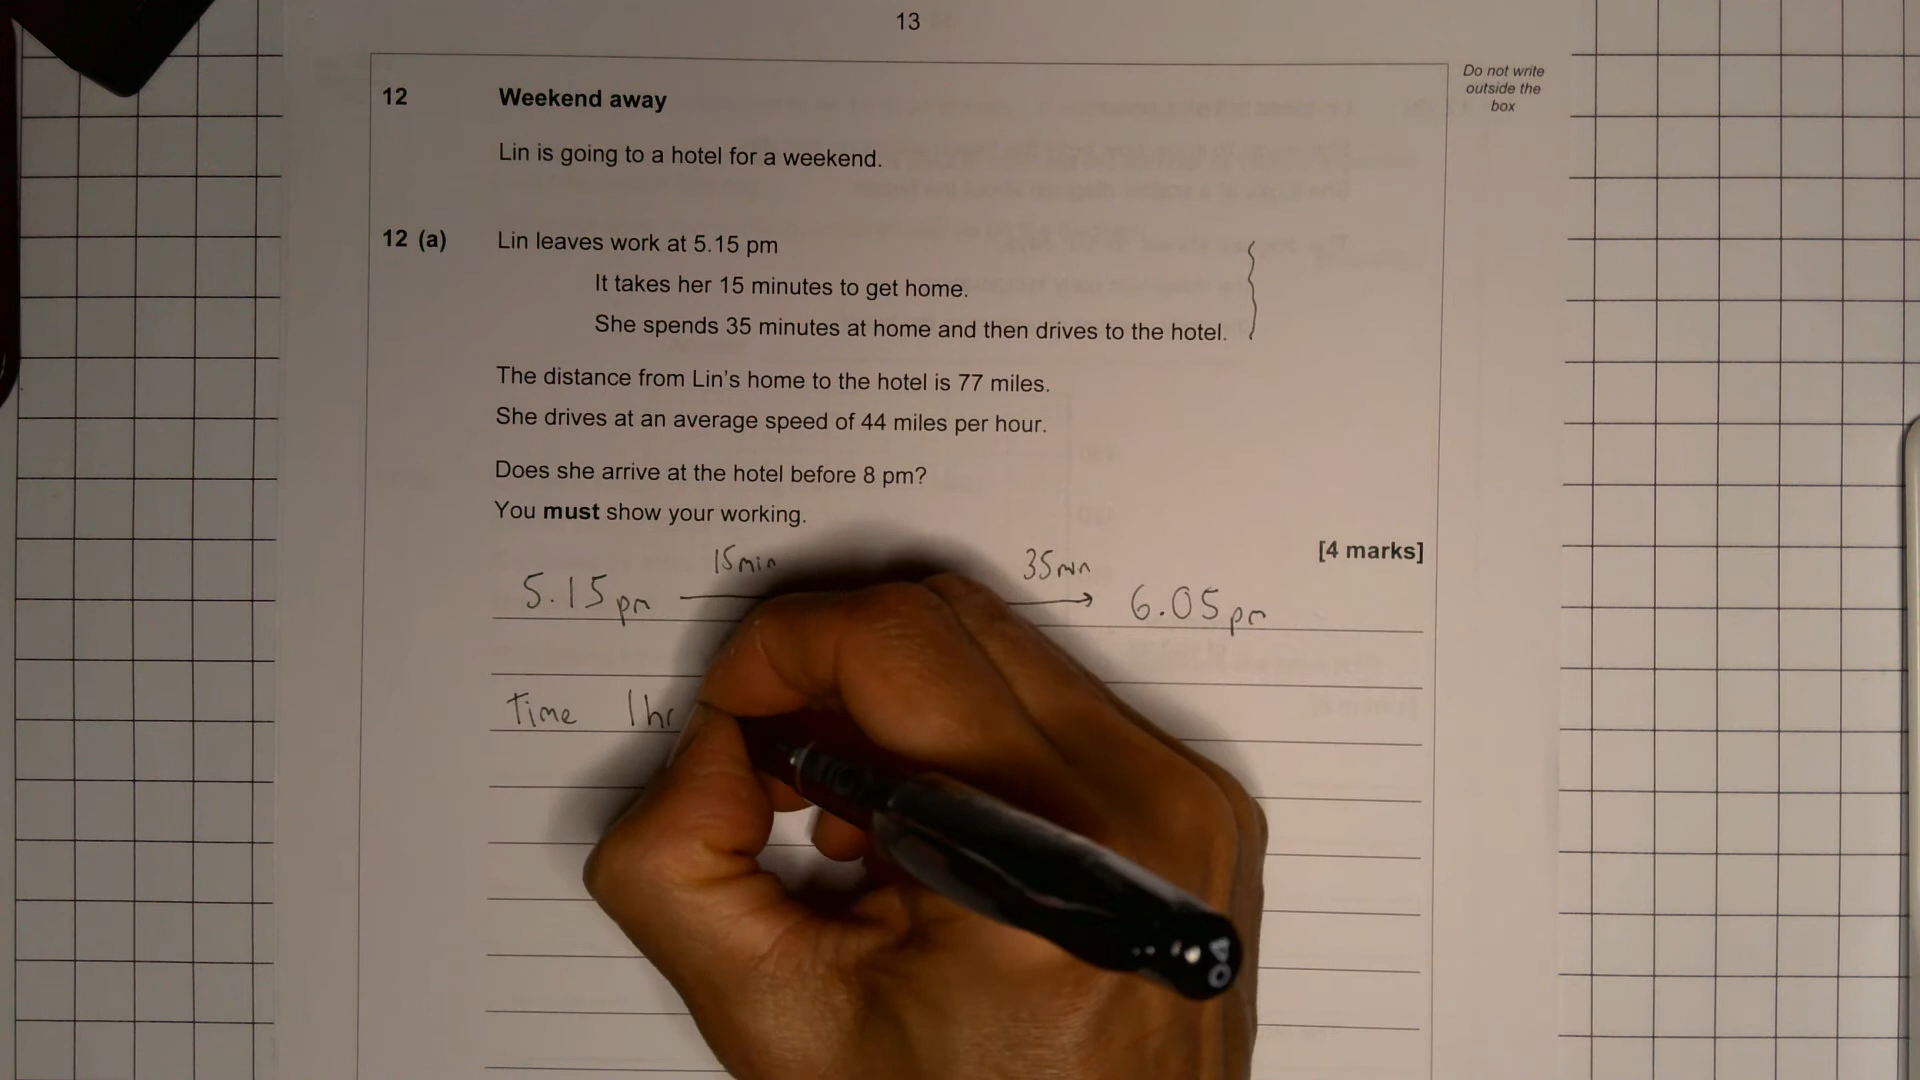 13
Do not write
outside the
box
12 Weekend away
Lin is going to a hotel for a weekend.
12 (a) Lin leaves work at 5.15 pm
It takes her 15 minutes to get home.
She spends 35 minutes at home and then drives to the hotel.
The distance from Lin's home to the hotel is 77 miles.
She drives at an average speed of 44 miles per hour.
Does she arrive at the hotel before 8 pm?
You must show your working.
[4 marks]
15min 35min
5.15pm 6.05pm
Time 1hr